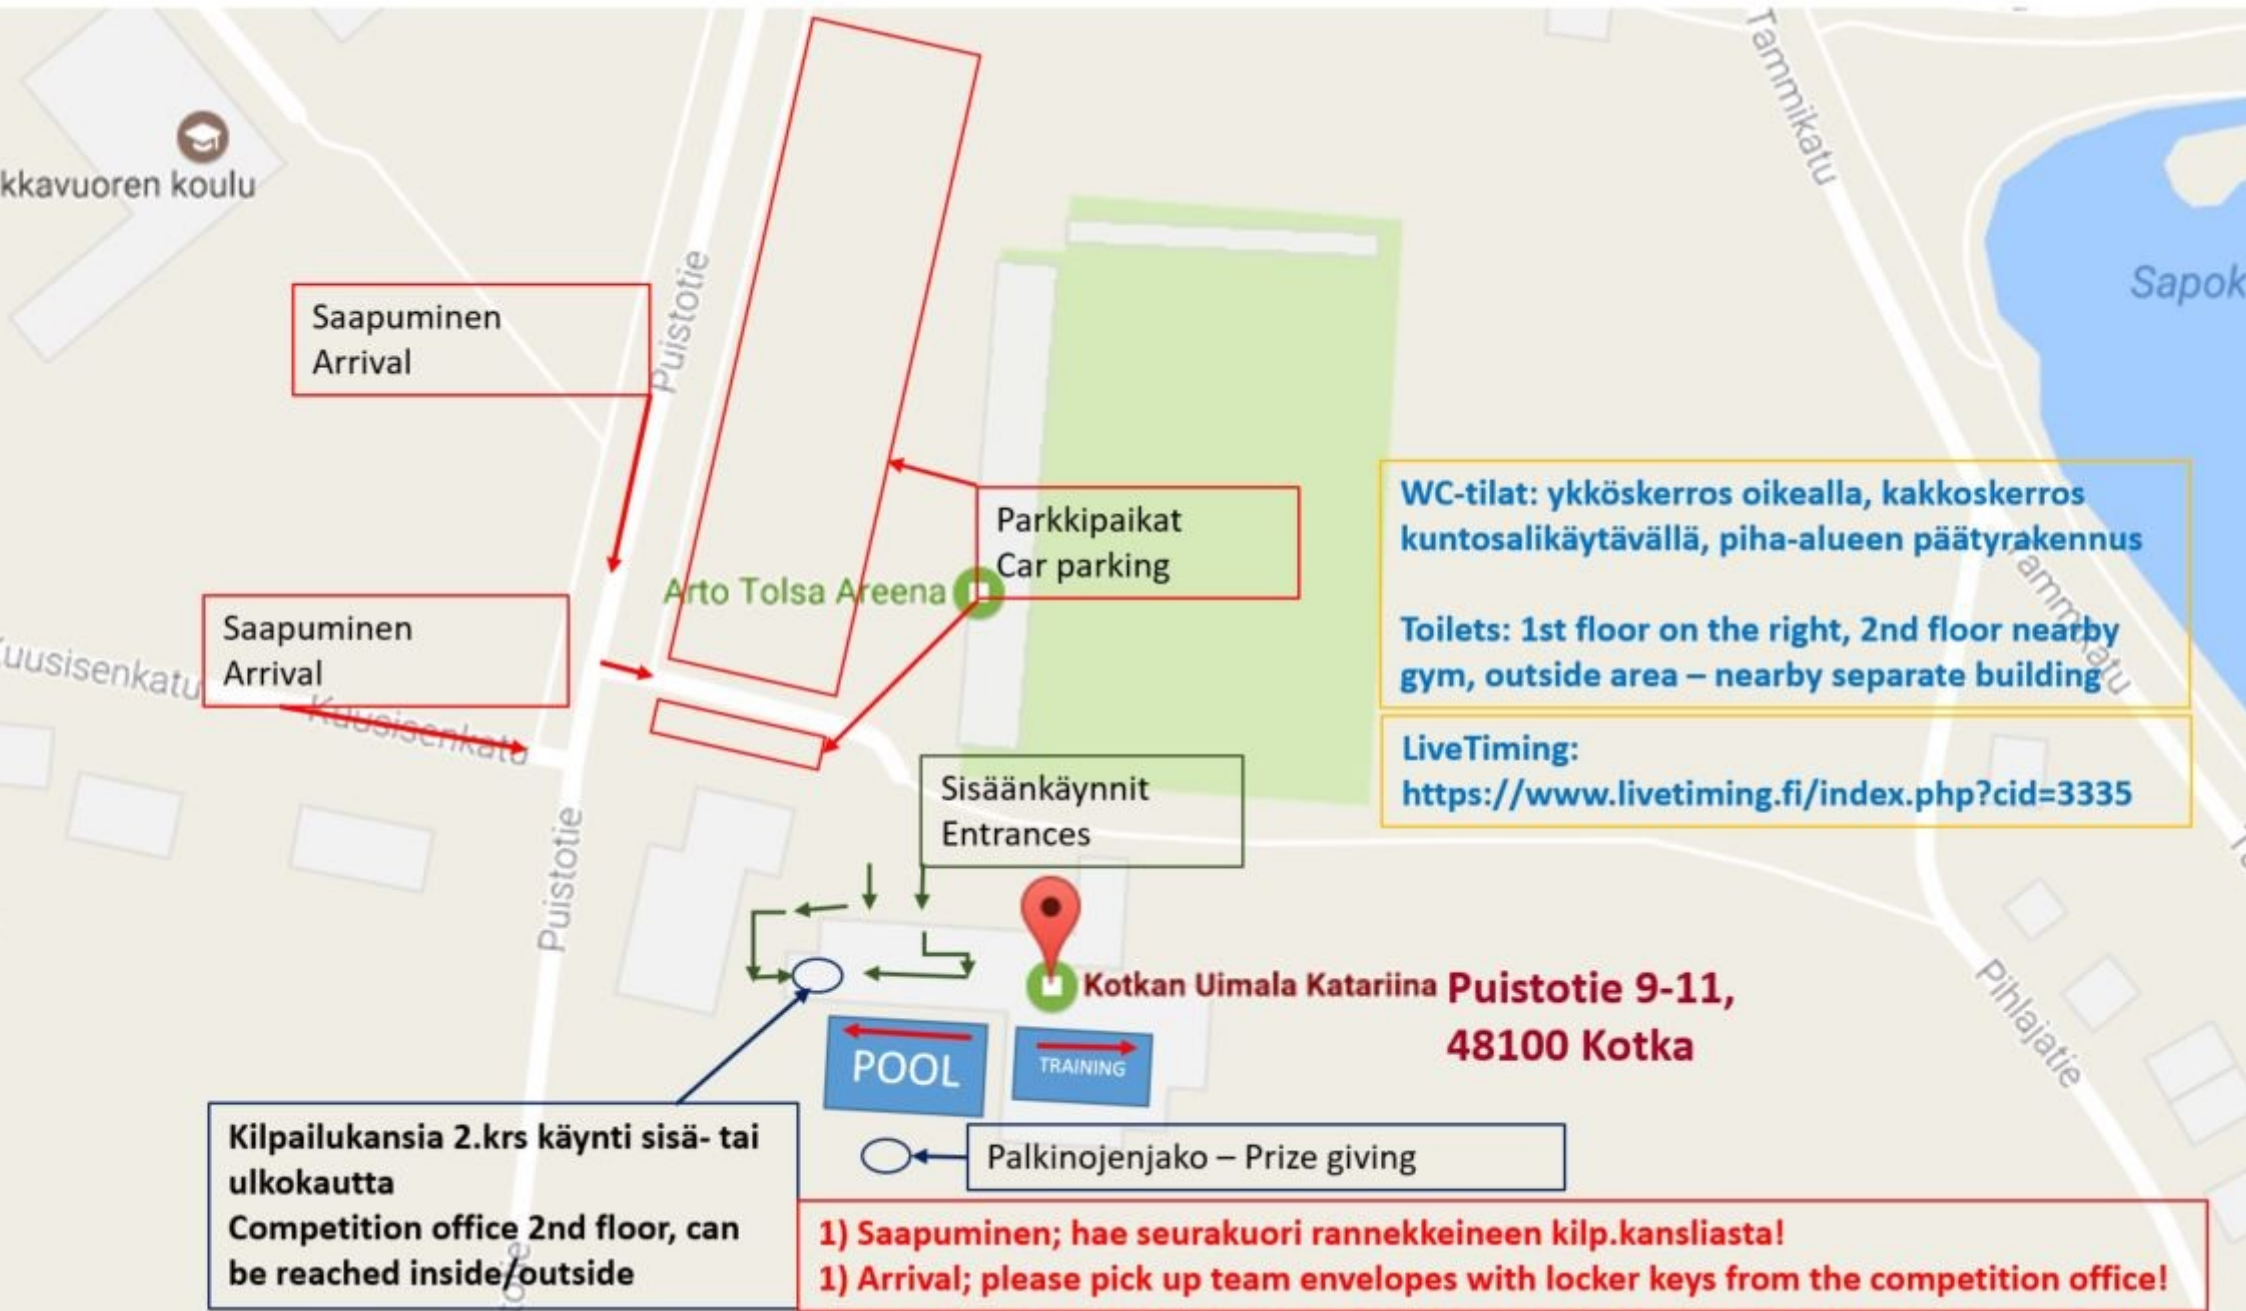 Tammikatu
kkavuoren koulu
Puistotie
Sapok
Saapuminen
Arrival
Parkkipaikat
Car parking
Arto Tolsa Areena
WC-tilat: ykköskerros oikealla, kakkoskerros
kuntosalikäytävällä, piha-alueen päätyrakennus
Toilets: 1st floor on the right, 2nd floor nearby
gym, outside area – nearby separate building
Tammikatu
Saapuminen
Arrival
uusisenkatu
Kuusisenkatu
LiveTiming:
https://www.livetiming.fi/index.php?cid=3335
Sisäänkäynnit
Entrances
Puistotie
Kotkan Uimala Katariina
Puistotie 9-11,
48100 Kotka
Pihlajatie
POOL
TRAINING
Kilpailukansia 2.krs käynti sisä- tai
ulkokautta
Competition office 2nd floor, can
be reached inside/outside
Palkinojenjako – Prize giving
1) Saapuminen; hae seurakuori rannekkeineen kilp.kansliasta!
1) Arrival; please pick up team envelopes with locker keys from the competition office!